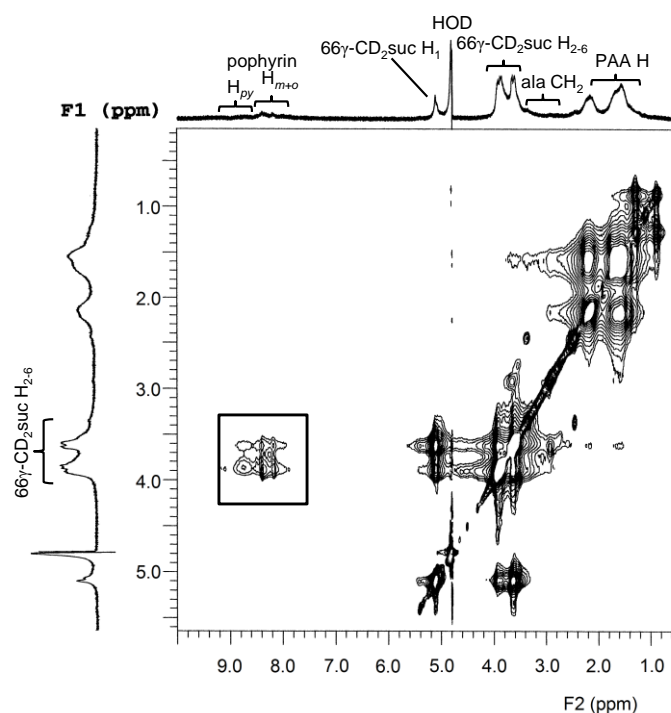 HOD
66γ-CD₂suc H₁
66γ-CD₂suc H₂₋₆
pophyrin
H_py H_m+o
ala CH₂
PAA H
F1 (ppm)
1.0
2.0
3.0
4.0
5.0
66γ-CD₂suc H₂₋₆
9.0 8.0 7.0 6.0 5.0 4.0 3.0 2.0 1.0
F2 (ppm)